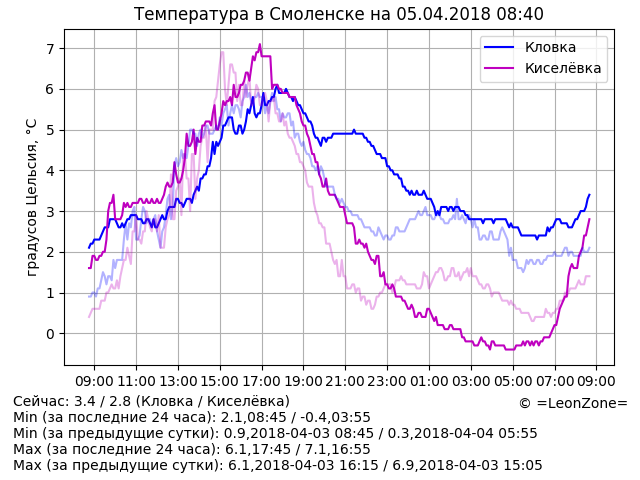 Температура в Смоленске на 05.04.2018 08:40
градусов Цельсия, °C
7
6
5
4
3
2
1
0
Кловка
Киселёвка
09:00 11:00 13:00 15:00 17:00 19:00 21:00 23:00 01:00 03:00 05:00 07:00 09:00
Сейчас: 3.4 / 2.8 (Кловка / Киселёвка)
© =LeonZone=
Min (за последние 24 часа): 2.1,08:45 / -0.4,03:55
Min (за предыдущие сутки): 0.9,2018-04-03 08:45 / 0.3,2018-04-04 05:55
Max (за последние 24 часа): 6.1,17:45 / 7.1,16:55
Max (за предыдущие сутки): 6.1,2018-04-03 16:15 / 6.9,2018-04-03 15:05